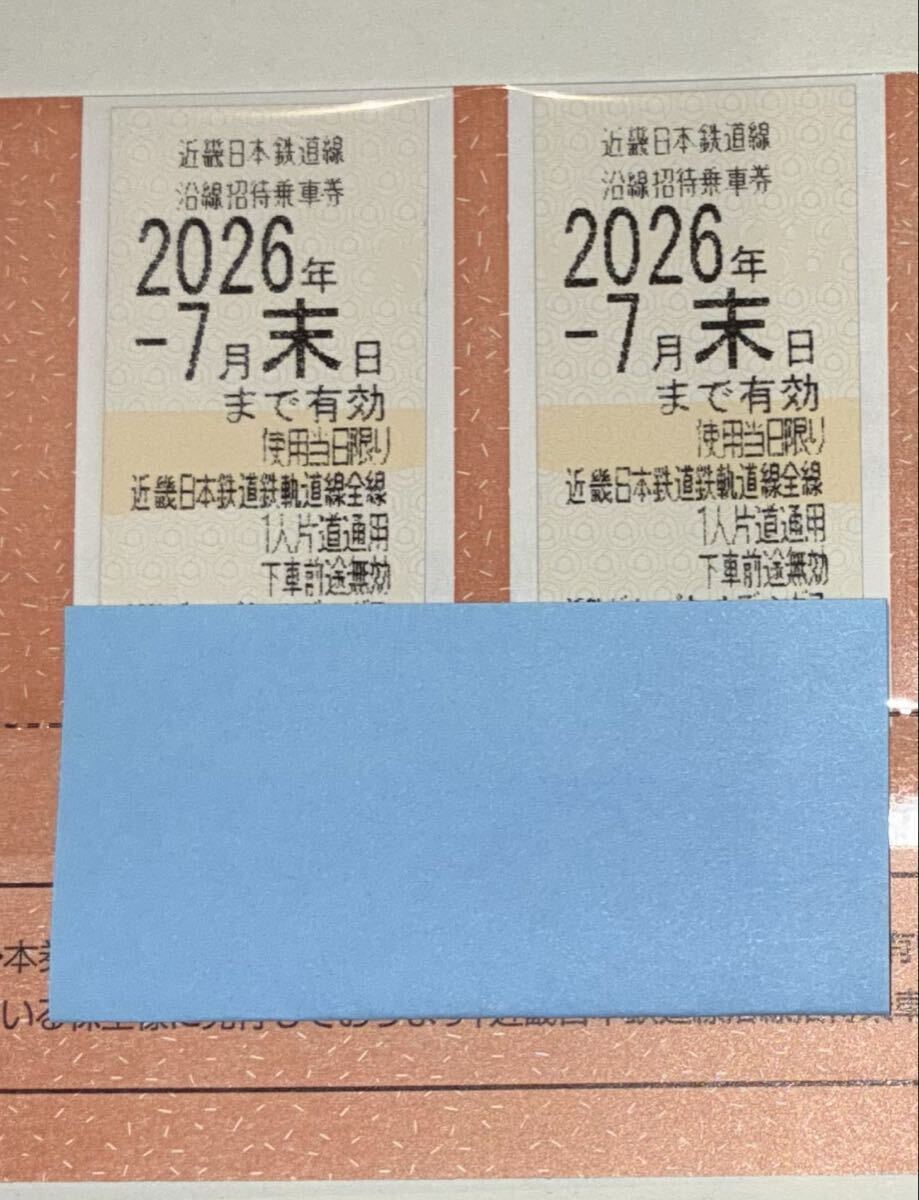 近畿日本鉄道線
沿線招待乗車券
2026年
-7月末日
まで有効
使用当日限り
近畿日本鉄道鉄軌道線全線
1人片道通用
下車前途無効
近畿日本鉄道線
沿線招待乗車券
2026年
-7月末日
まで有効
使用当日限り
近畿日本鉄道鉄軌道線全線
1人片道通用
下車前途無効
本
いる